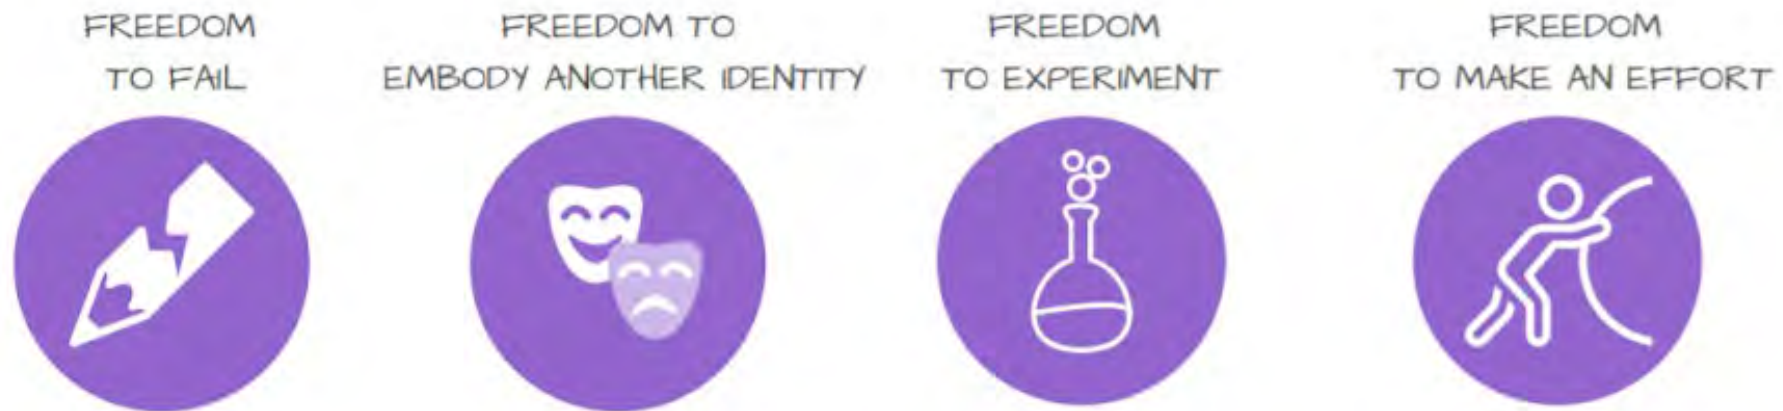 FREEDOM
TO FAIL
FREEDOM TO
EMBODY ANOTHER IDENTITY
FREEDOM
TO EXPERIMENT
FREEDOM
TO MAKE AN EFFORT